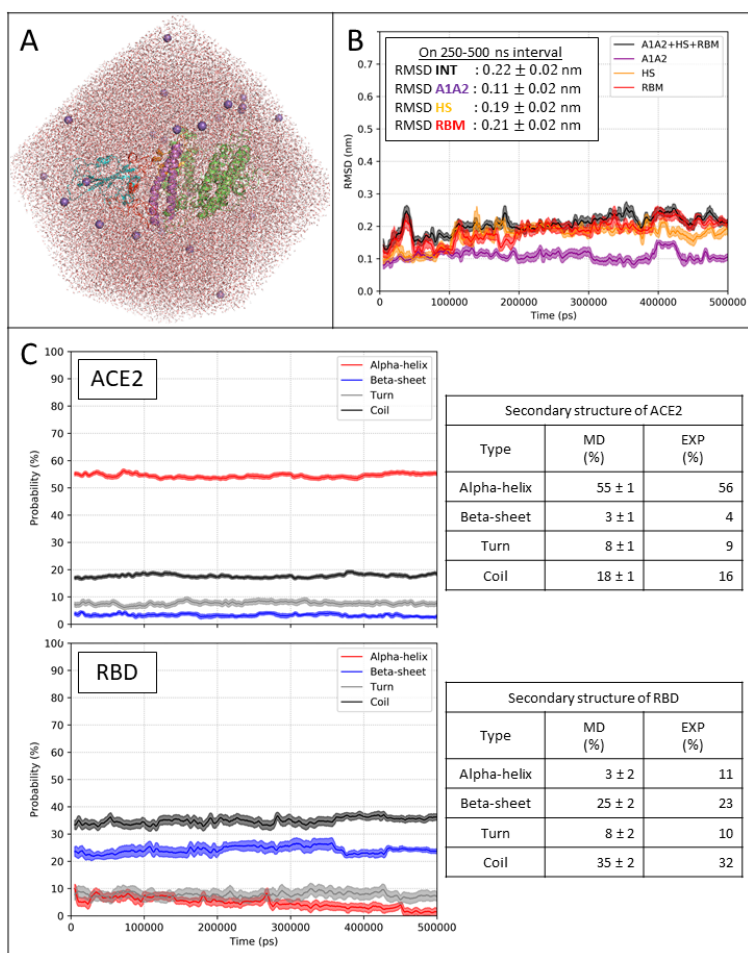 A
B
On 250-500 ns interval
RMSD INT : 0.22 ± 0.02 nm
RMSD A1A2 : 0.11 ± 0.02 nm
RMSD HS : 0.19 ± 0.02 nm
RMSD RBM : 0.21 ± 0.02 nm
A1A2+HS+RBM
A1A2
HS
RBM
RMSD (nm)
0.8
0.7
0.6
0.5
0.4
0.3
0.2
0.1
0.0
0 100000 200000 300000 400000 500000
Time (ps)
C
ACE2
Alpha-helix
Beta-sheet
Turn
Coil
Probability (%)
100
90
80
70
60
50
40
30
20
10
0
Secondary structure of ACE2
Type MD (%) EXP (%)
Alpha-helix 55 ± 1 56
Beta-sheet 3 ± 1 4
Turn 8 ± 1 9
Coil 18 ± 1 16
RBD
Alpha-helix
Beta-sheet
Turn
Coil
Probability (%)
100
90
80
70
60
50
40
30
20
10
0
0 100000 200000 300000 400000 500000
Time (ps)
Secondary structure of RBD
Type MD (%) EXP (%)
Alpha-helix 3 ± 2 11
Beta-sheet 25 ± 2 23
Turn 8 ± 2 10
Coil 35 ± 2 32